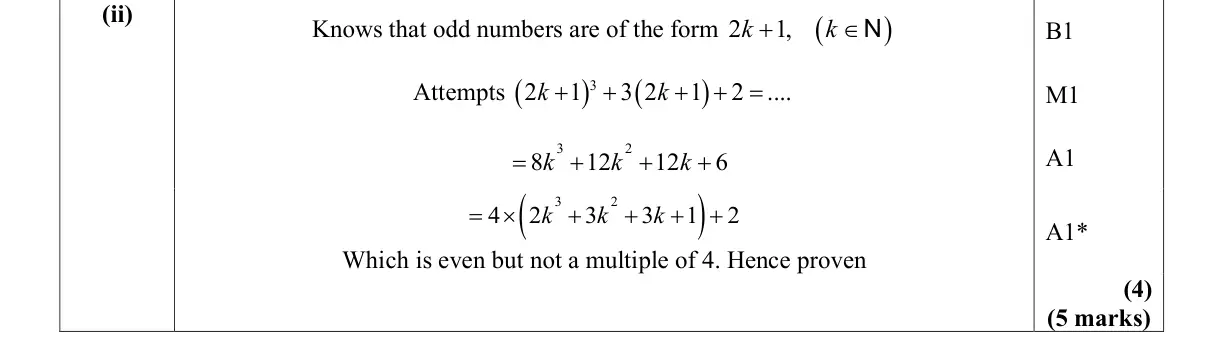 (ii)
Knows that odd numbers are of the form 2k+1, (k ∈ ℕ) B1
Attempts (2k+1)³+3(2k+1)+2=.... M1
=8k³+12k²+12k+6 A1
=4×(2k³+3k²+3k+1)+2
A1*
Which is even but not a multiple of 4. Hence proven
(4)
(5 marks)